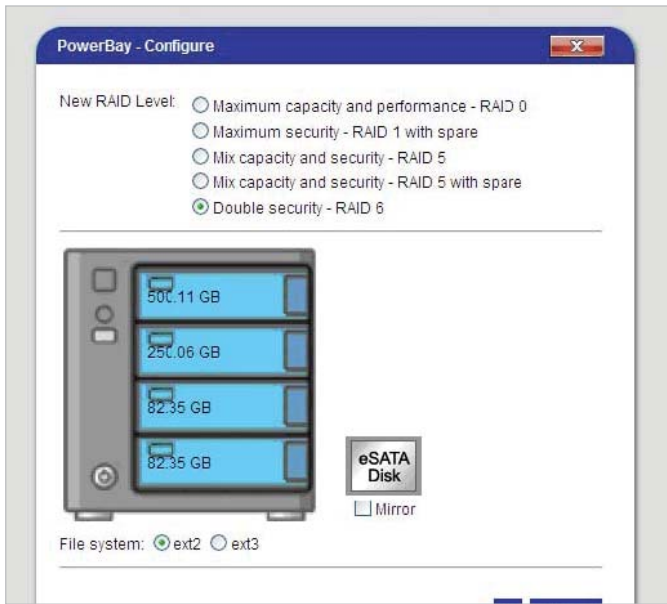 PowerBay - Configure
New RAID Level:
Maximum capacity and performance - RAID 0
Maximum security - RAID 1 with spare
Mix capacity and security - RAID 5
Mix capacity and security - RAID 5 with spare
Double security - RAID 6
500.11 GB
250.06 GB
82.35 GB
82.35 GB
eSATA
Disk
Mirror
File system: ext2 ext3